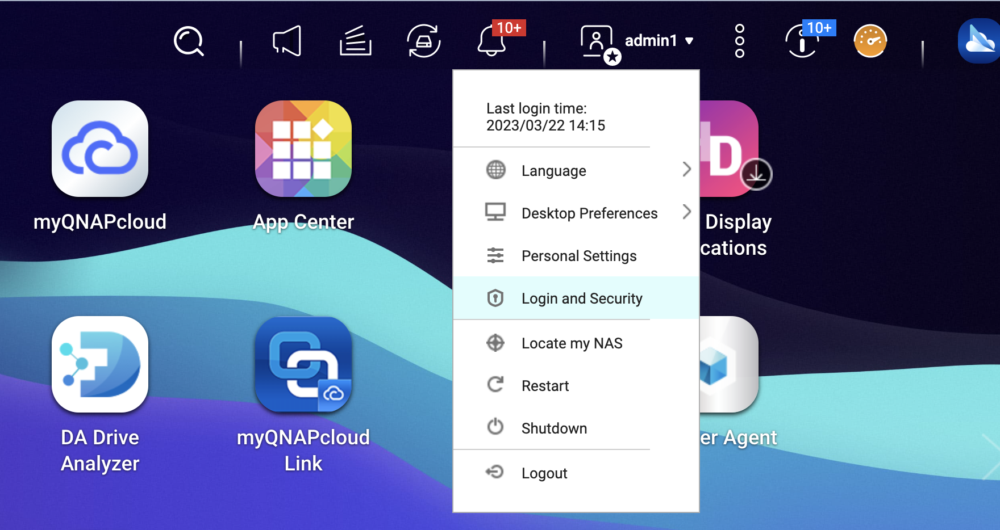 10+
admin1
10+
Last login time:
2023/03/22 14:15
Language
Desktop Preferences
Personal Settings
Login and Security
Locate my NAS
Restart
Shutdown
Logout
myQNAPcloud
App Center
D
Display
cations
DA Drive
Analyzer
myQNAPcloud
Link
er Agent